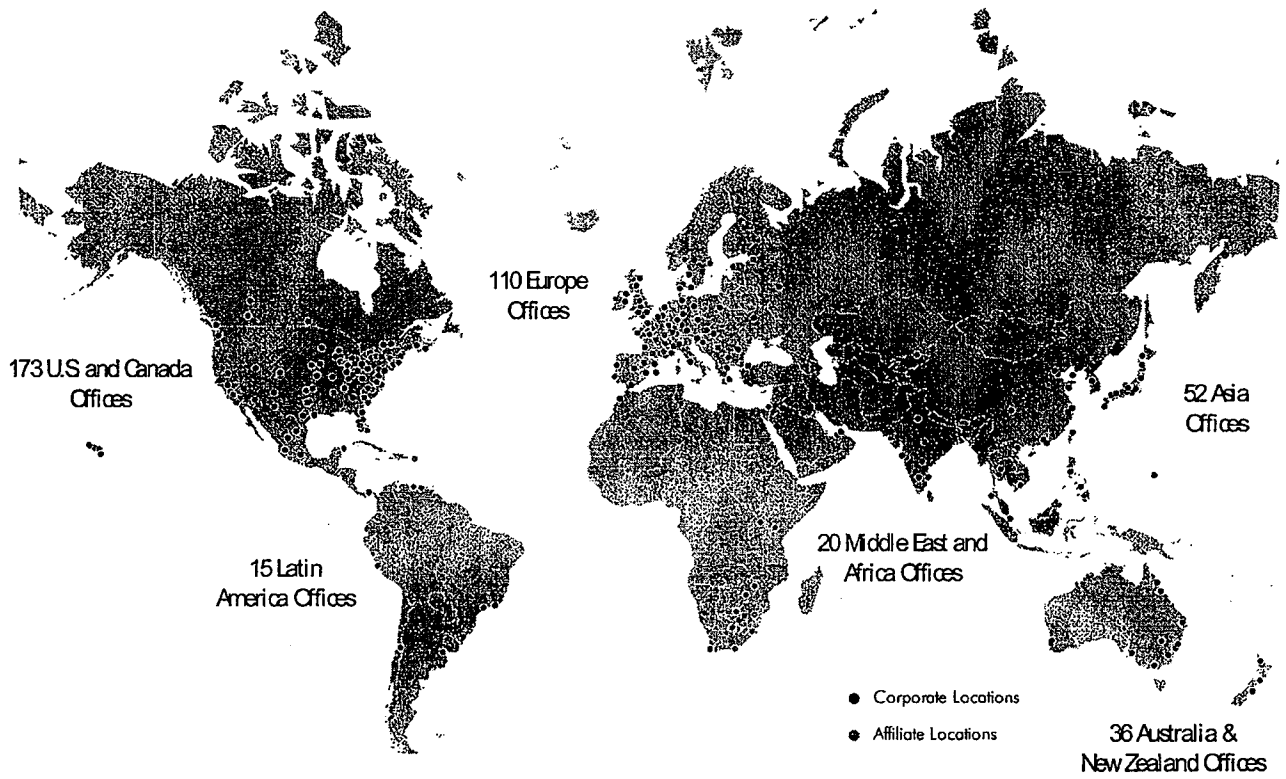 110 Europe
Offices
173 U.S. and Canada
Offices
52 Asia
Offices
20 Middle East and
Africa Offices
15 Latin
America Offices
Corporate Locations
Affiliate Locations
36 Australia &
New Zealand Offices